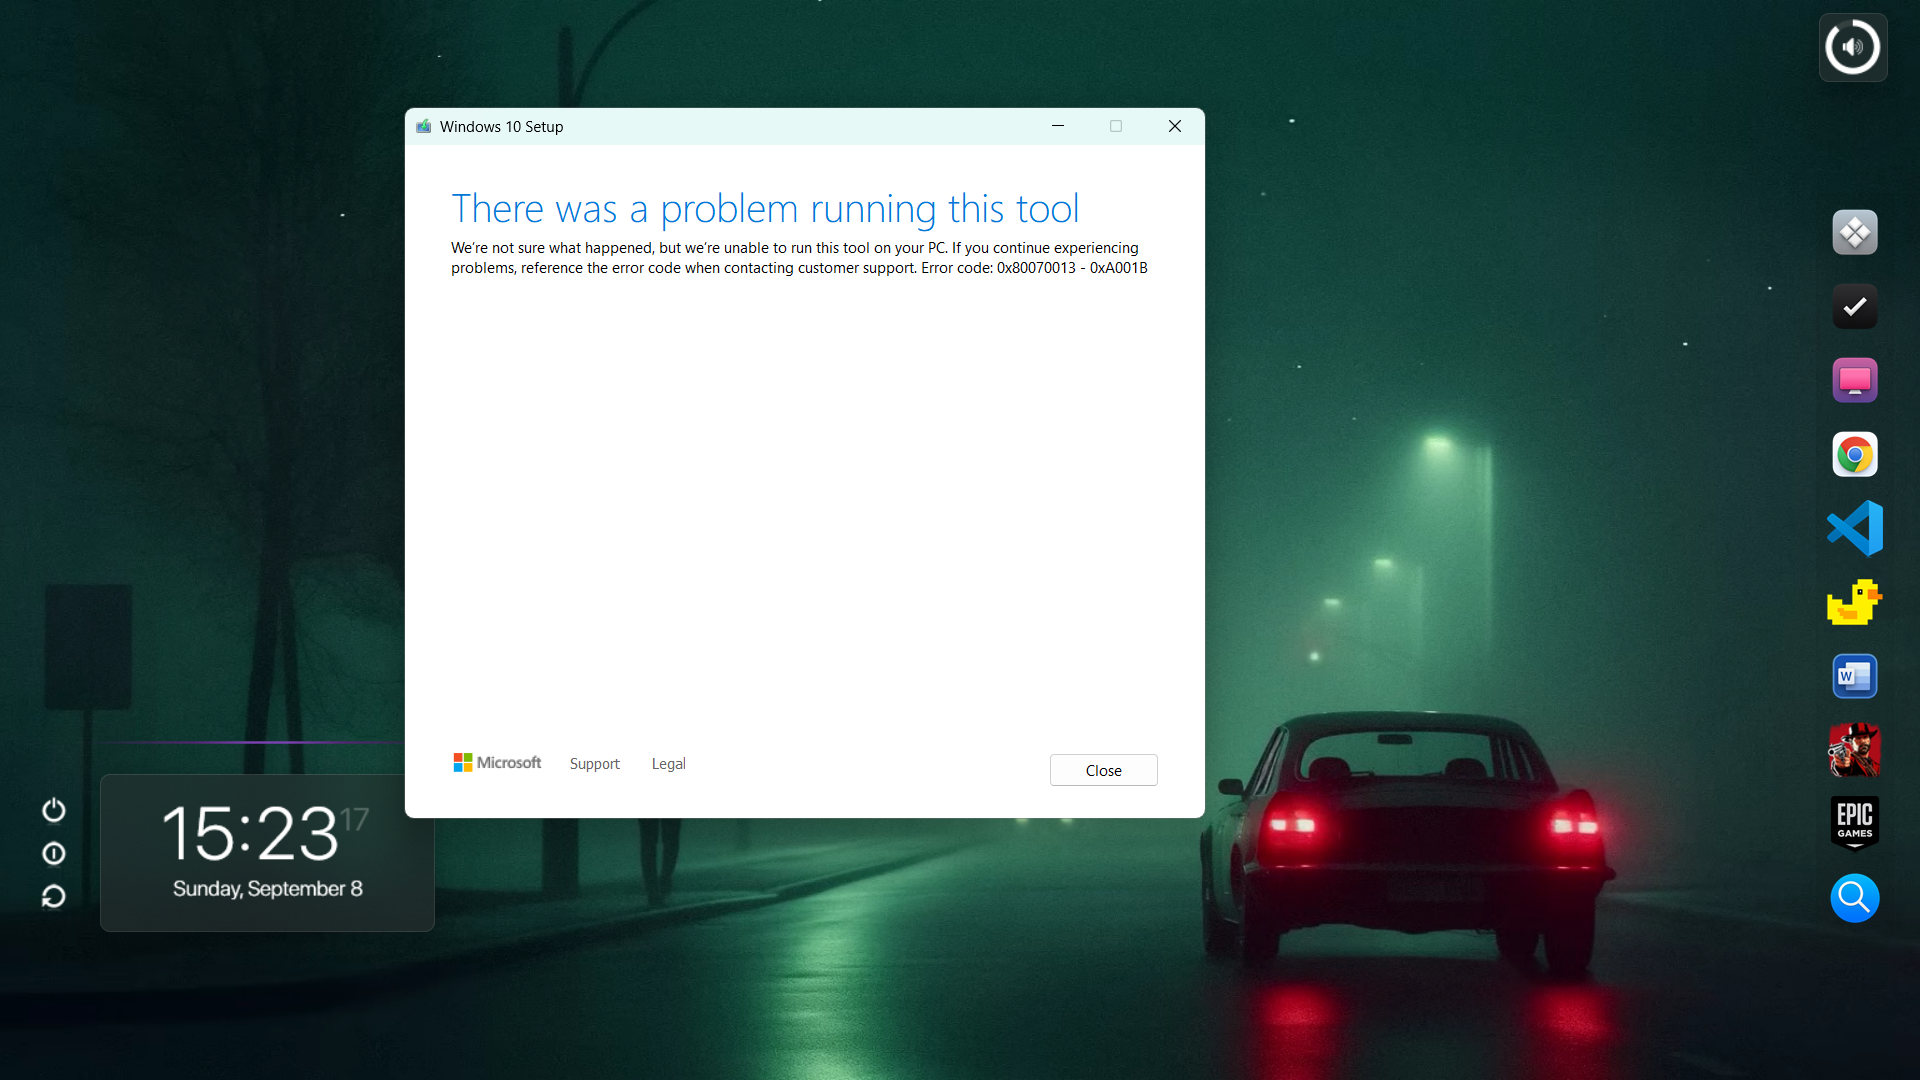 Windows 10 Setup
There was a problem running this tool
We're not sure what happened, but we're unable to run this tool on your PC. If you continue experiencing
problems, reference the error code when contacting customer support. Error code: 0x80070013 - 0xA001B
Microsoft
Support
Legal
Close
15:23 17
Sunday, September 8
W
EPIC
GAMES